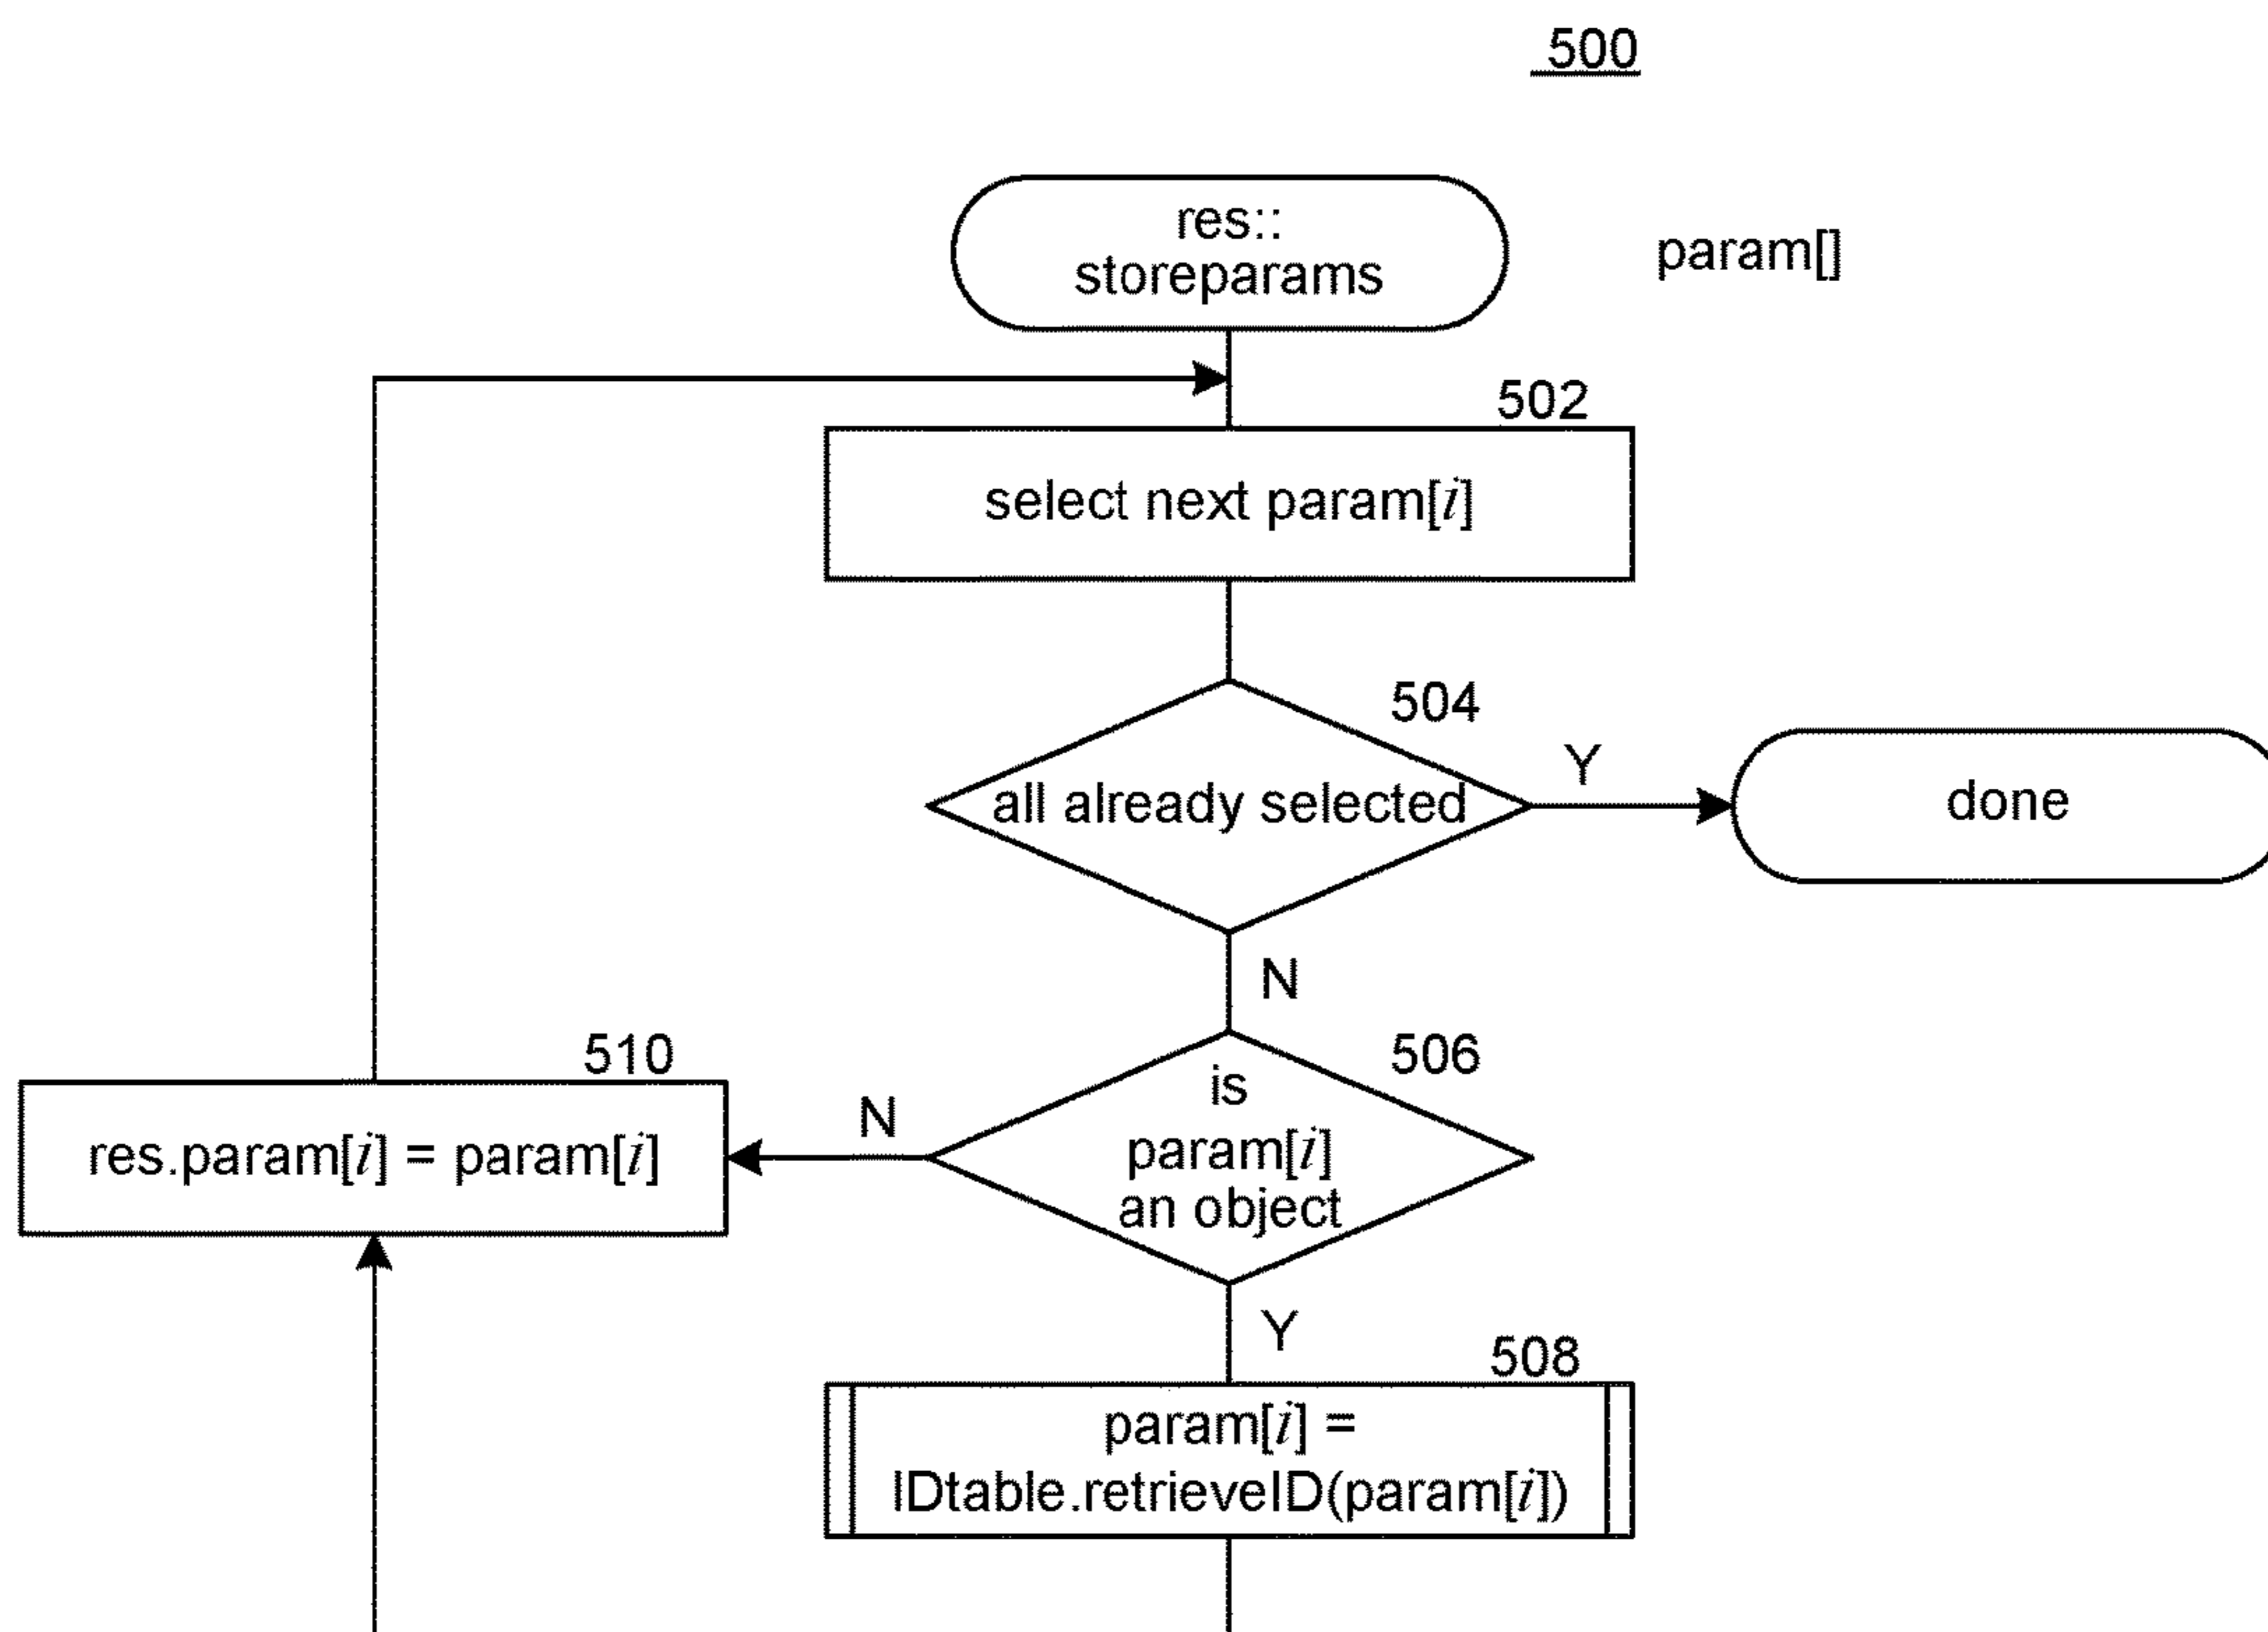 500
res::
storeparams
param[]
502
select next param[i]
504
all already selected
Y
done
N
510
506
is
param[i]
an object
N
res.param[i] = param[i]
Y
508
param[i] =
IDtable.retrieveID(param[i])